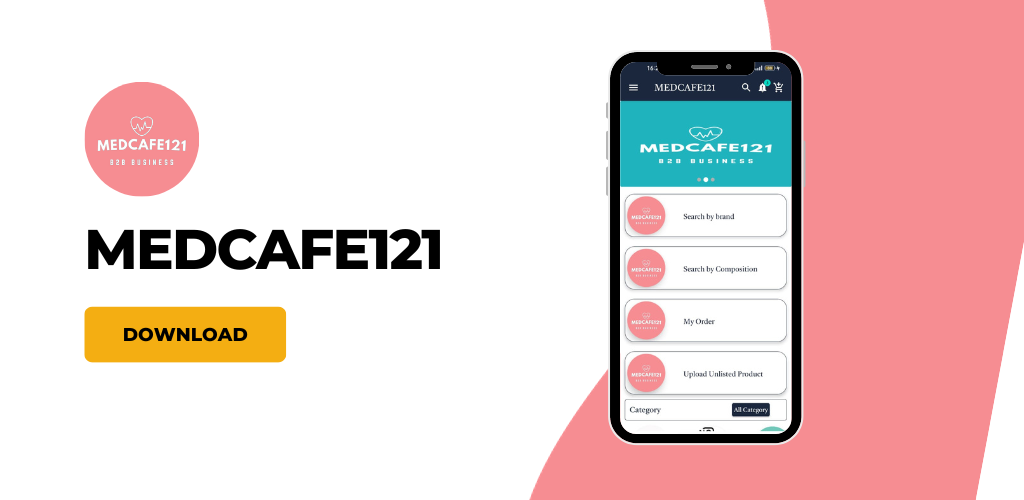 MEDCAFE121
B2B BUSINESS
MEDCAFE121
DOWNLOAD
MEDCAFE121
MEDCAFE121
B2B BUSINESS
MEDCAFE121
Search by brand
MEDCAFE121
Search by Composition
MEDCAFE121
My Order
MEDCAFE121
Upload Unlisted Product
Category
All Category